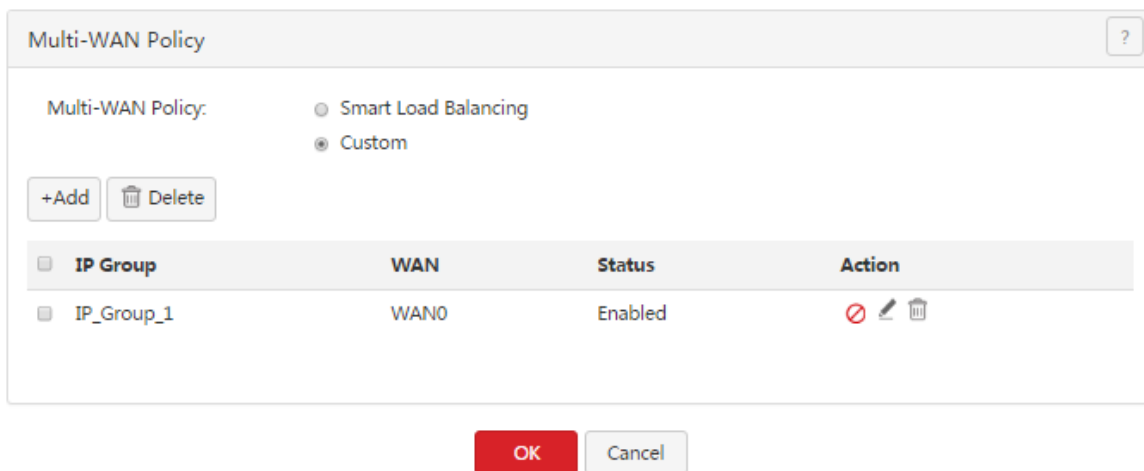 Multi-WAN Policy
?
Multi-WAN Policy:
Smart Load Balancing
Custom
+Add
Delete
IP Group WAN Status Action
IP_Group_1 WAN0 Enabled
OK Cancel